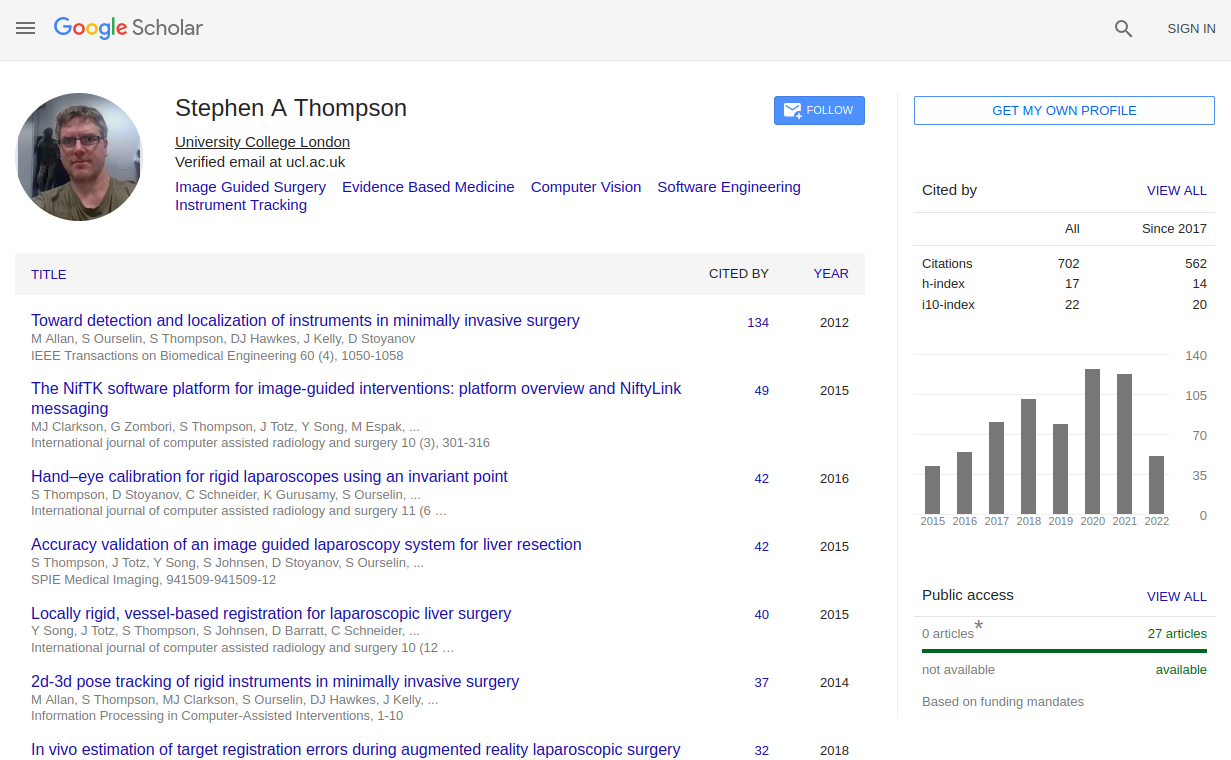 Google Scholar
SIGN IN
Stephen A Thompson
FOLLOW
University College London
Verified email at ucl.ac.uk
Image Guided Surgery Evidence Based Medicine Computer Vision Software Engineering
Instrument Tracking
TITLE CITED BY YEAR
Toward detection and localization of instruments in minimally invasive surgery 134 2012
M Allan, S Ourselin, S Thompson, DJ Hawkes, J Kelly, D Stoyanov
IEEE Transactions on Biomedical Engineering 60 (4), 1050-1058
The NifTK software platform for image-guided interventions: platform overview and NiftyLink 49 2015
messaging
MJ Clarkson, G Zombori, S Thompson, J Totz, Y Song, M Espak, ...
International journal of computer assisted radiology and surgery 10 (3), 301-316
Hand–eye calibration for rigid laparoscopes using an invariant point 42 2016
S Thompson, D Stoyanov, C Schneider, K Gurusamy, S Ourselin, ...
International journal of computer assisted radiology and surgery 11 (6 …
Accuracy validation of an image guided laparoscopy system for liver resection 42 2015
S Thompson, J Totz, Y Song, S Johnsen, D Stoyanov, S Ourselin, ...
SPIE Medical Imaging, 941509-941509-12
Locally rigid, vessel-based registration for laparoscopic liver surgery 40 2015
Y Song, J Totz, S Thompson, S Johnsen, D Barratt, C Schneider, ...
International journal of computer assisted radiology and surgery 10 (12 …
2d-3d pose tracking of rigid instruments in minimally invasive surgery 37 2014
M Allan, S Thompson, MJ Clarkson, S Ourselin, DJ Hawkes, J Kelly, ...
Information Processing in Computer-Assisted Interventions, 1-10
In vivo estimation of target registration errors during augmented reality laparoscopic surgery 32 2018
GET MY OWN PROFILE
Cited by VIEW ALL
All Since 2017
Citations 702 562
h-index 17 14
i10-index 22 20
140
105
70
35
0
2015 2016 2017 2018 2019 2020 2021 2022
Public access VIEW ALL
0 articles* 27 articles
not available available
Based on funding mandates